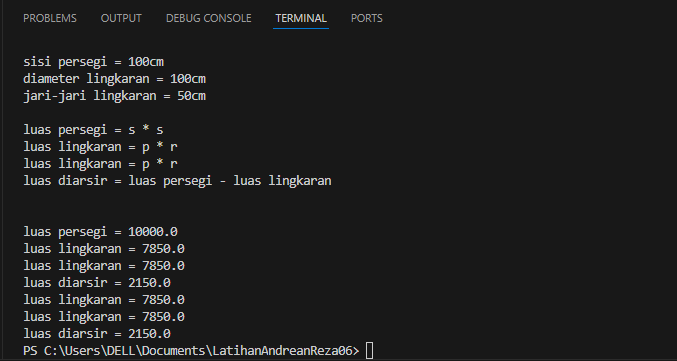 PROBLEMS OUTPUT DEBUG CONSOLE TERMINAL PORTS
sisi persegi = 100cm
diameter lingkaran = 100cm
jari-jari lingkaran = 50cm
luas persegi = s * s
luas lingkaran = p * r
luas lingkaran = p * r
luas diarsir = luas persegi - luas lingkaran
luas persegi = 10000.0
luas lingkaran = 7850.0
luas lingkaran = 7850.0
luas diarsir = 2150.0
luas lingkaran = 7850.0
luas lingkaran = 7850.0
luas diarsir = 2150.0
PS C:\Users\DELL\Documents\LatihanAndreanReza06>